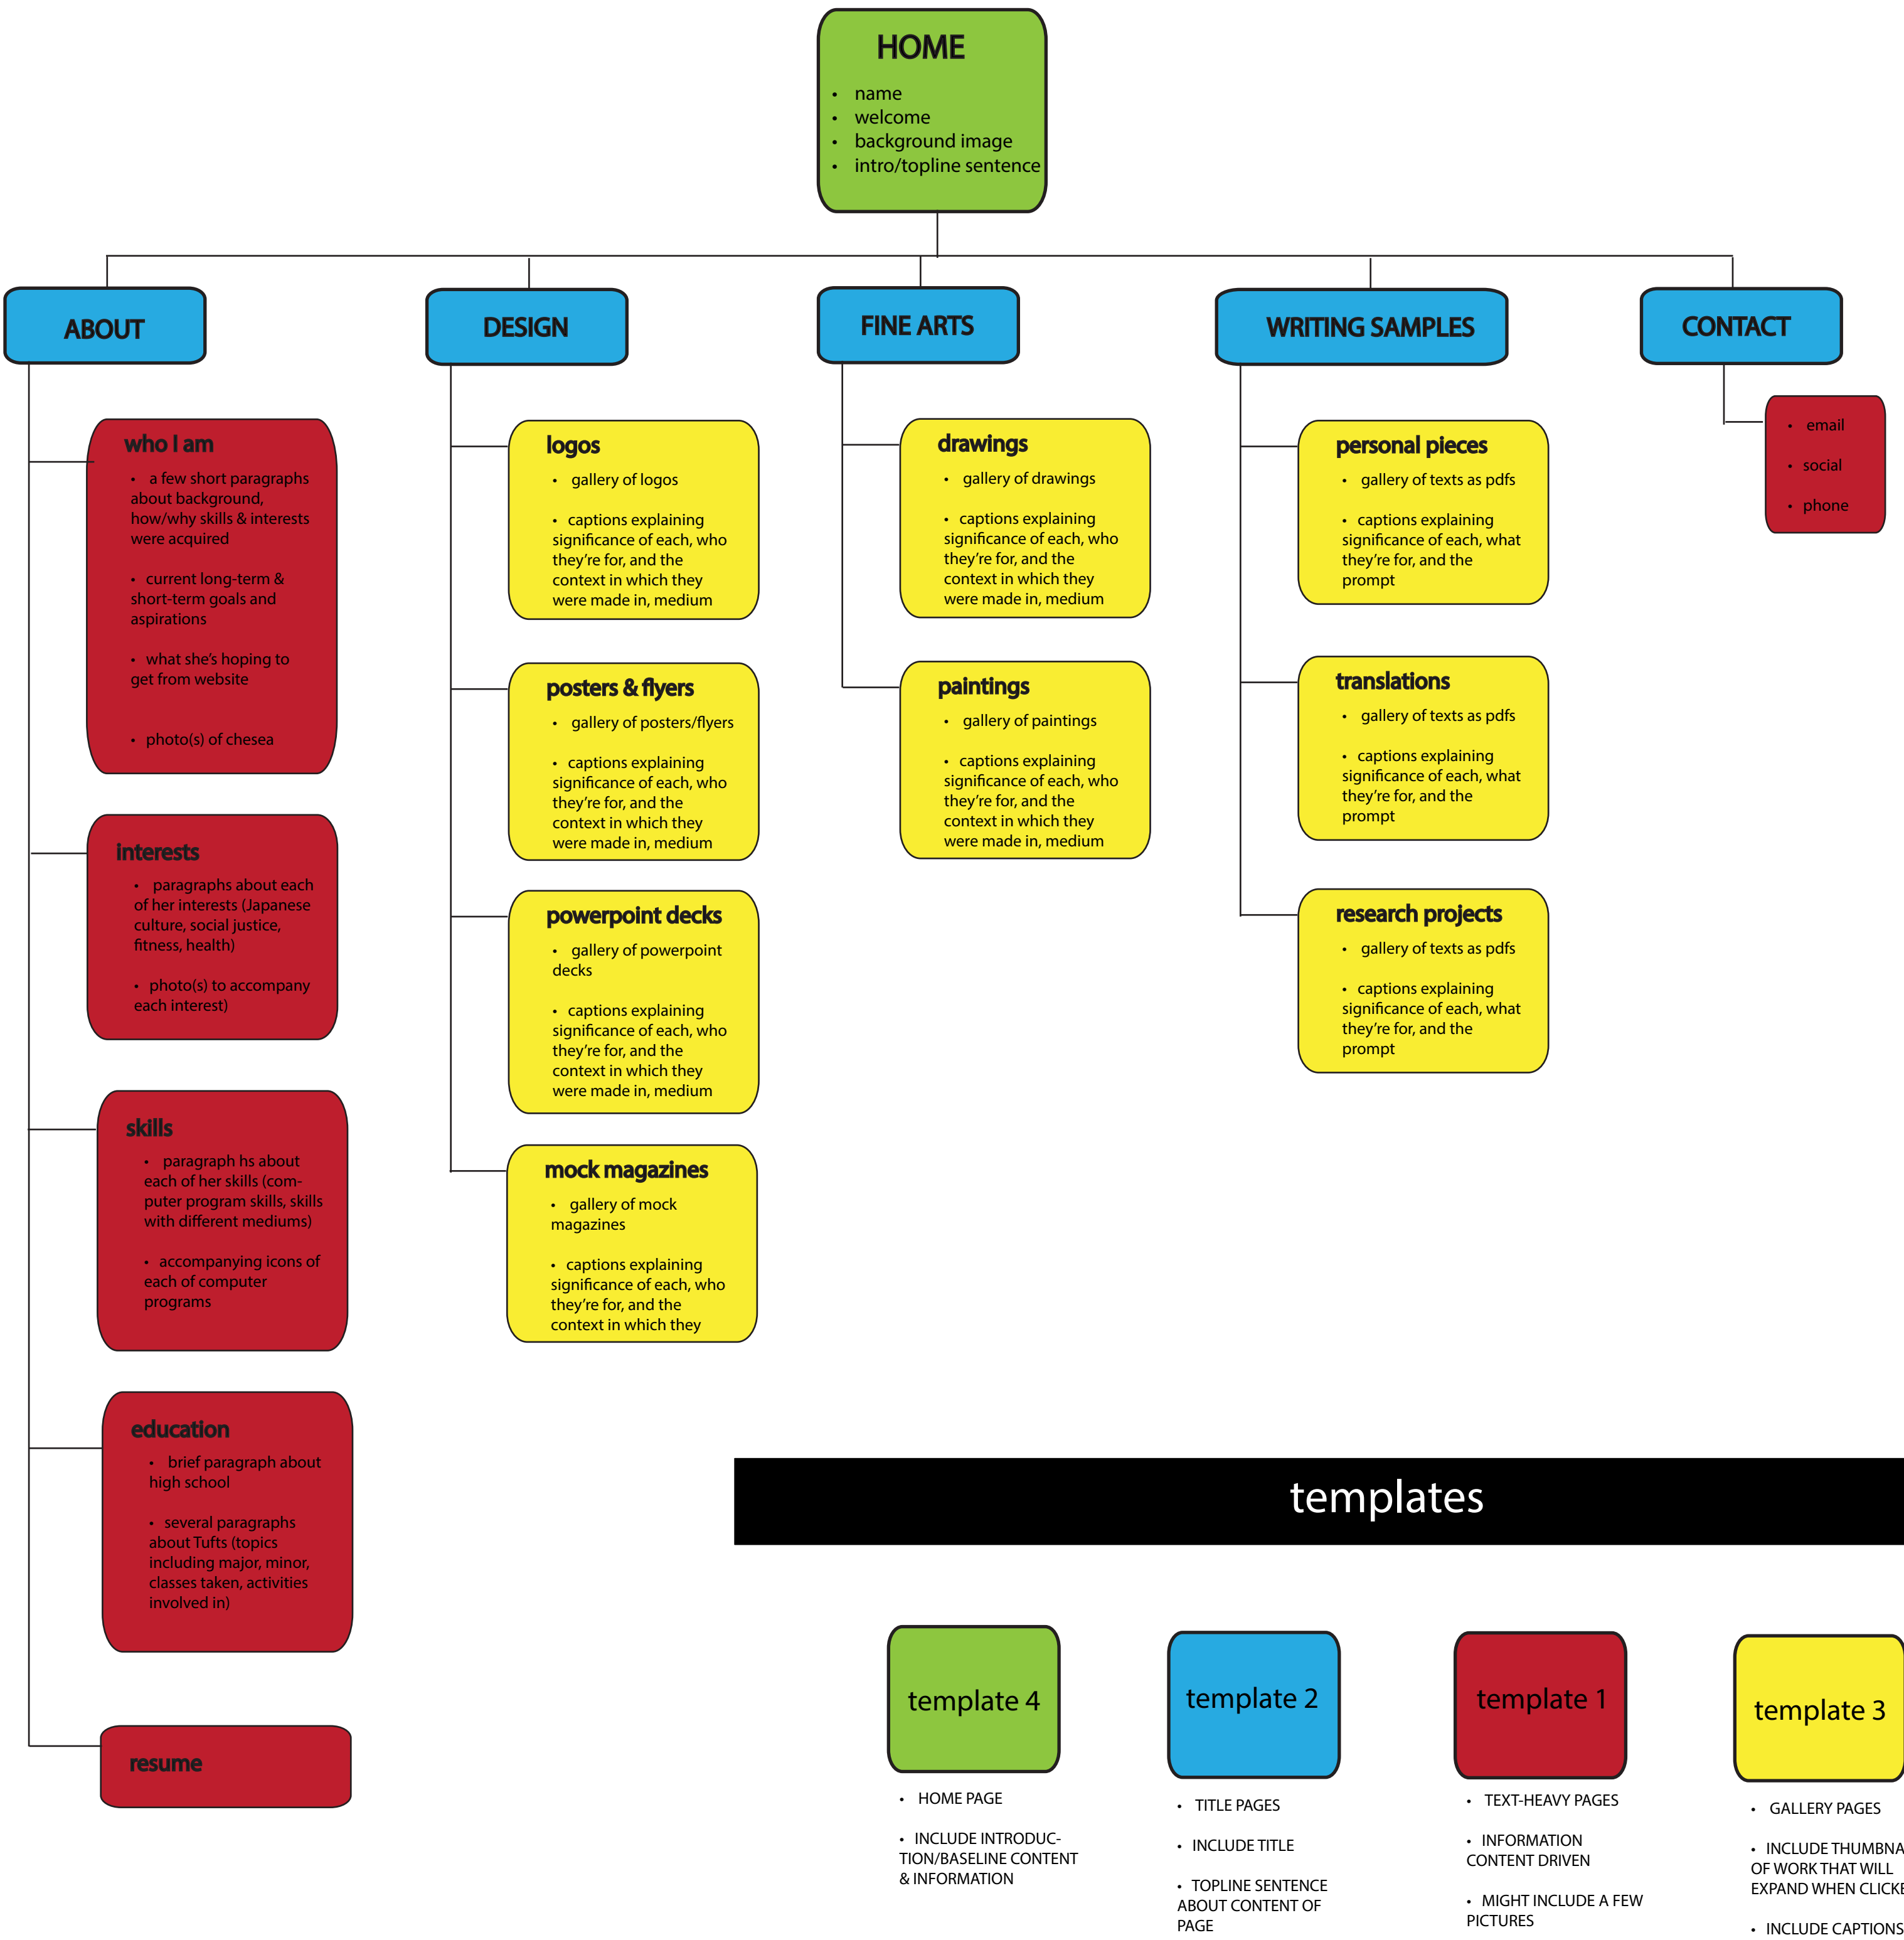 HOME
• name
• welcome
• background image
• intro/topline sentence
ABOUT
DESIGN
FINE ARTS
WRITING SAMPLES
CONTACT
who I am
• a few short paragraphs
about background,
how/why skills & interests
were acquired
• current long-term &
short-term goals and
aspirations
• what she's hoping to
get from website
• photo(s) of chesea
interests
• paragraphs about each
of her interests (Japanese
culture, social justice,
fitness, health)
• photo(s) to accompany
each interest)
skills
• paragraph hs about
each of her skills (com-
puter program skills, skills
with different mediums)
• accompanying icons of
each of computer
programs
education
• brief paragraph about
high school
• several paragraphs
about Tufts (topics
including major, minor,
classes taken, activities
involved in)
resume
logos
• gallery of logos
• captions explaining
significance of each, who
they're for, and the
context in which they
were made in, medium
posters & flyers
• gallery of posters/flyers
• captions explaining
significance of each, who
they're for, and the
context in which they
were made in, medium
powerpoint decks
• gallery of powerpoint
decks
• captions explaining
significance of each, who
they're for, and the
context in which they
were made in, medium
mock magazines
• gallery of mock
magazines
• captions explaining
significance of each, who
they're for, and the
context in which they
drawings
• gallery of drawings
• captions explaining
significance of each, who
they're for, and the
context in which they
were made in, medium
paintings
• gallery of paintings
• captions explaining
significance of each, who
they're for, and the
context in which they
were made in, medium
personal pieces
• gallery of texts as pdfs
• captions explaining
significance of each, what
they're for, and the
prompt
translations
• gallery of texts as pdfs
• captions explaining
significance of each, what
they're for, and the
prompt
research projects
• gallery of texts as pdfs
• captions explaining
significance of each, what
they're for, and the
prompt
• email
• social
• phone
templates
template 4
• HOME PAGE
• INCLUDE INTRODUC-
TION/BASELINE CONTENT
& INFORMATION
template 2
• TITLE PAGES
• INCLUDE TITLE
• TOPLINE SENTENCE
ABOUT CONTENT OF
PAGE
template 1
• TEXT-HEAVY PAGES
• INFORMATION
CONTENT DRIVEN
• MIGHT INCLUDE A FEW
PICTURES
template 3
• GALLERY PAGES
• INCLUDE
OF WORK THAT WILL
EXPAND WHEN
• INCLUDE CAPTIONS